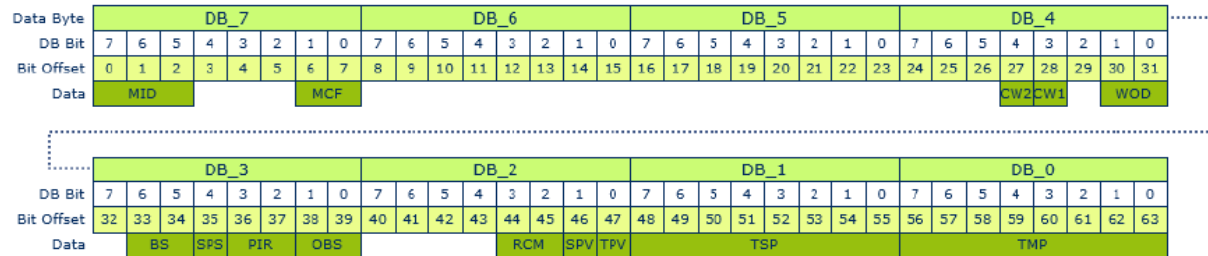 Data Byte DB_7 DB_6 DB_5 DB_4
DB Bit 7 6 5 4 3 2 1 0 7 6 5 4 3 2 1 0 7 6 5 4 3 2 1 0 7 6 5 4 3 2 1 0
Bit Offset 0 1 2 3 4 5 6 7 8 9 10 11 12 13 14 15 16 17 18 19 20 21 22 23 24 25 26 27 28 29 30 31
Data MID MCF CW2 CW1 WOD
DB_3 DB_2 DB_1 DB_0
DB Bit 7 6 5 4 3 2 1 0 7 6 5 4 3 2 1 0 7 6 5 4 3 2 1 0 7 6 5 4 3 2 1 0
Bit Offset 32 33 34 35 36 37 38 39 40 41 42 43 44 45 46 47 48 49 50 51 52 53 54 55 56 57 58 59 60 61 62 63
Data BS SPS PIR OBS RCM SPV TPV TSP TMP